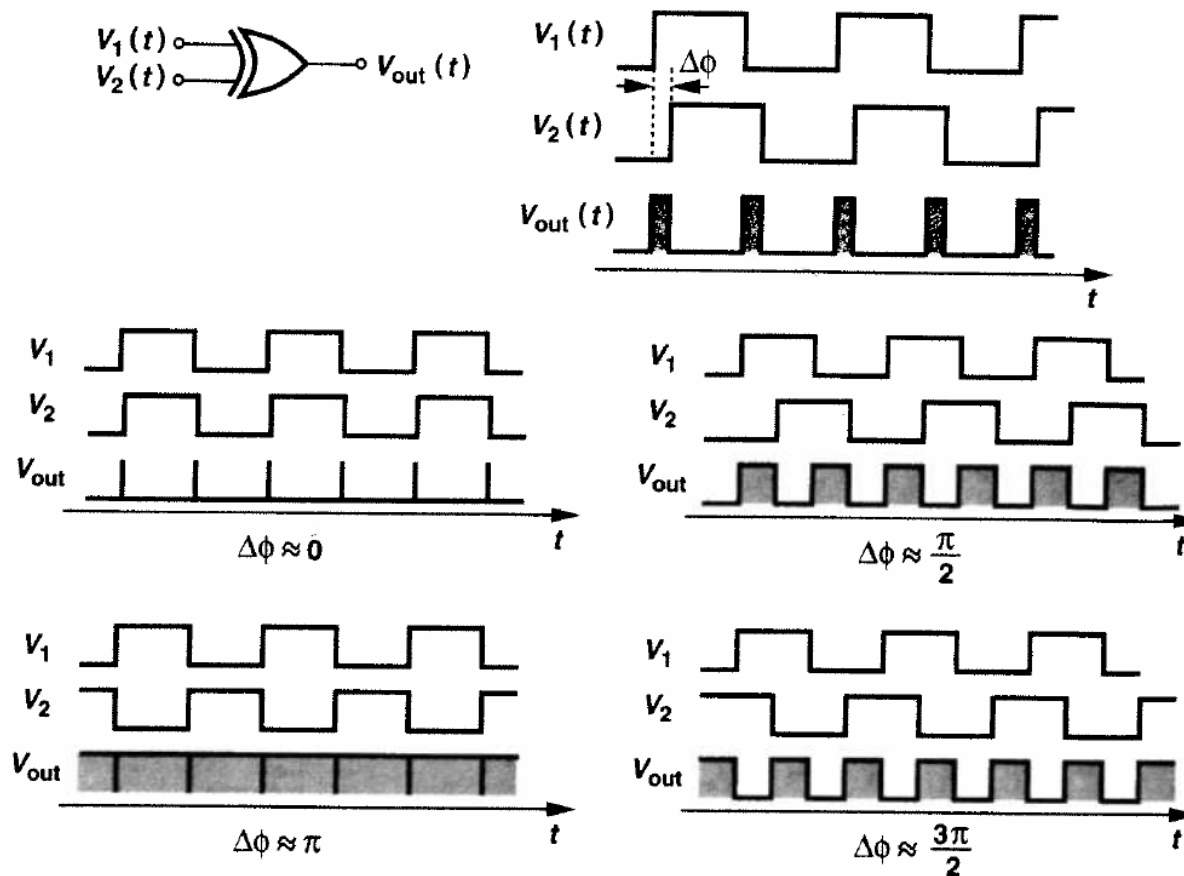 V₁(t)
V₂(t)
Vout (t)
V₁(t)
Δϕ
V₂(t)
Vout (t)
t
V₁
V₂
Vout
t
Δϕ ≈ 0
V₁
V₂
Vout
t
Δϕ ≈ π/2
V₁
V₂
Vout
t
Δϕ ≈ π
V₁
V₂
Vout
t
Δϕ ≈ 3π/2